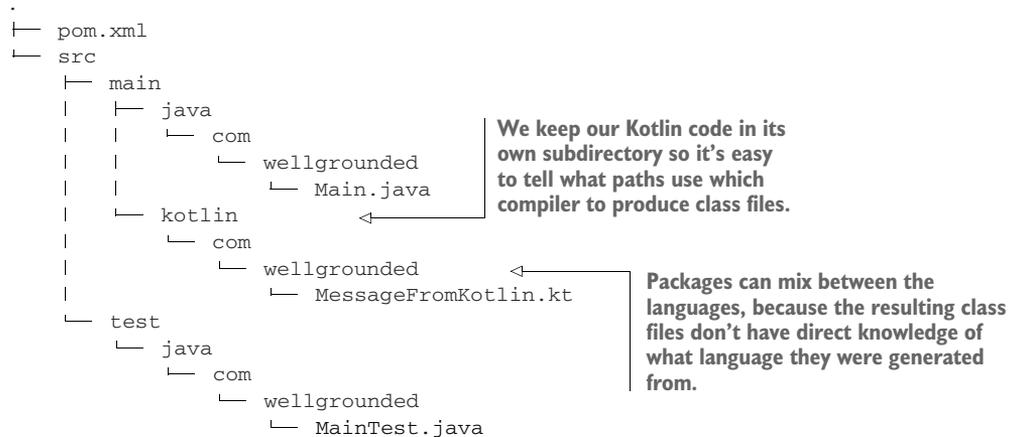 .
├── pom.xml
└── src
    ├── main
    │   ├── java
    │   │   └── com
    │   │       └── wellgrounded
    │   │           └── Main.java
    │   └── kotlin
    │       └── com
    │           └── wellgrounded
    │               └── MessageFromKotlin.kt
    └── test
        └── java
            └── com
                └── wellgrounded
                    └── MainTest.java
We keep our Kotlin code in its
own subdirectory so it's easy
to tell what paths use which
compiler to produce class files.
Packages can mix between the
languages, because the resulting class
files don't have direct knowledge of
what language they were generated
from.